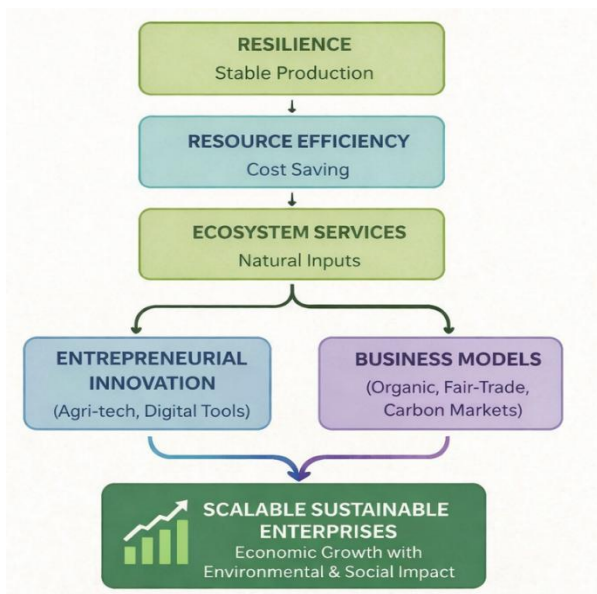 RESILIENCE
Stable Production
RESOURCE EFFICIENCY
Cost Saving
ECOSYSTEM SERVICES
Natural Inputs
ENTREPRENEURIAL
INNOVATION
(Agri-tech, Digital Tools)
BUSINESS MODELS
(Organic, Fair-Trade,
Carbon Markets)
SCALABLE SUSTAINABLE
ENTERPRISES
Economic Growth with
Environmental & Social Impact